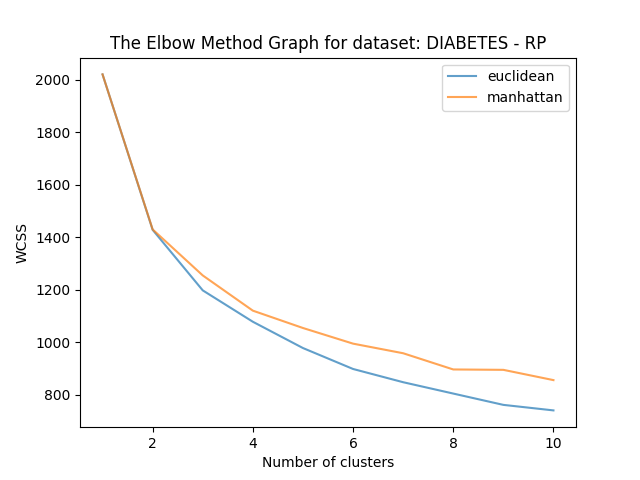 The Elbow Method Graph for dataset: DIABETES - RP
euclidean
manhattan
2000
1800
1600
1400
1200
1000
800
WCSS
2 4 6 8 10
Number of clusters